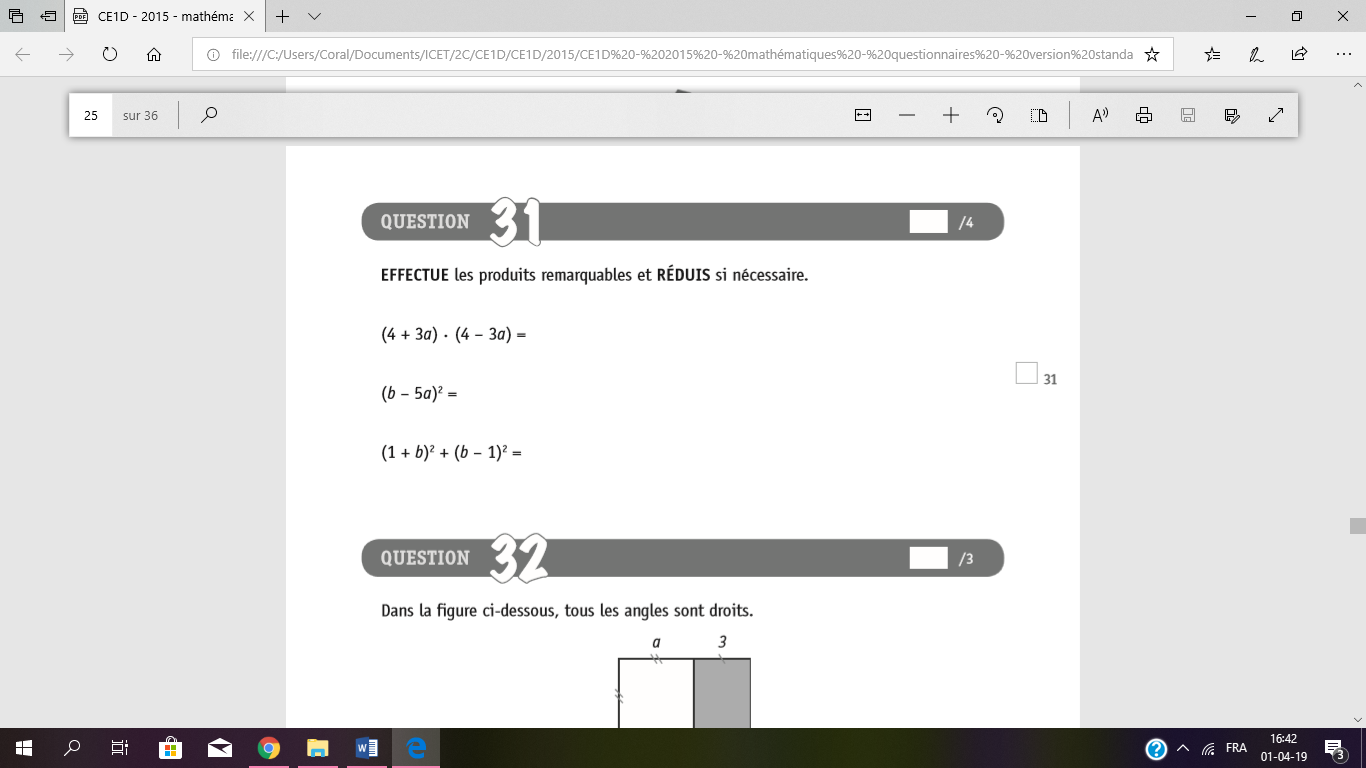 CE1D - 2015 - mathéma
file:///C:/Users/Coral/Documents/ICET/2C/CE1D/CE1D/2015/CE1D%20-%202015%20-%20mathématiques%20-%20questionnaires%20-%20version%20standa
25 sur 36
QUESTION 31 /4
EFFECTUE les produits remarquables et RÉDUIS si nécessaire.
(4 + 3a) · (4 – 3a) =
(b – 5a)² =
31
(1 + b)² + (b – 1)² =
QUESTION 32 /3
Dans la figure ci-dessous, tous les angles sont droits.
a 3
FRA
16:42
01-04-19
3